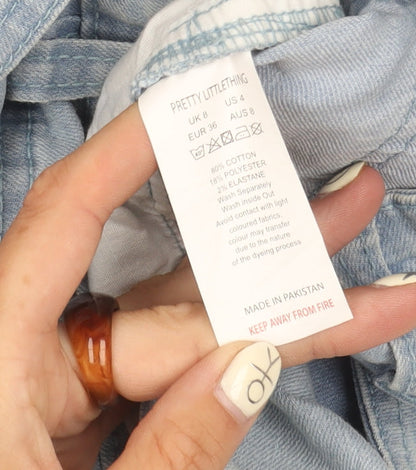 PRETTY LITTLETHING
UK 8 US 4
EUR 36 AUS 8
80% COTTON
18% POLYESTER
2% ELASTANE
Wash Separately
Wash inside Out
Avoid contact with light
coloured fabrics,
colour may transfer
due to the nature
of the dyeing process
MADE IN PAKISTAN
KEEP AWAY FROM FIRE